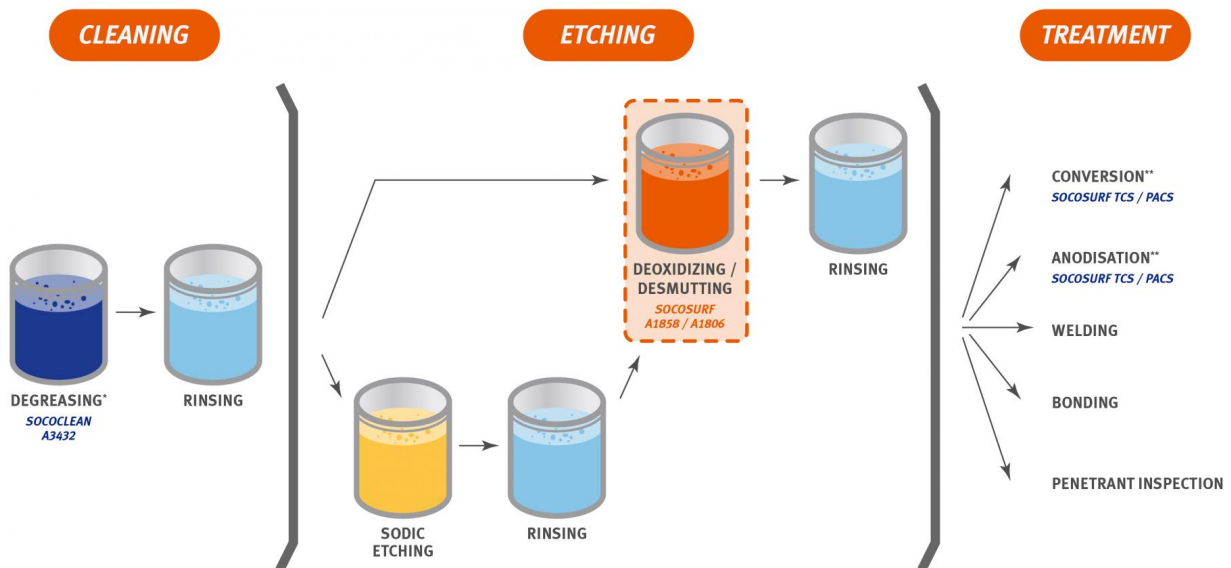 CLEANING
ETCHING
TREATMENT
DEGREASING*
SOCOCLEAN
A3432
RINSING
SODIC
ETCHING
RINSING
DEOXIDIZING /
DESMUTTING
SOCOSURF
A1858 / A1806
RINSING
CONVERSION**
SOCOSURF TCS / PACS
ANODISATION**
SOCOSURF TCS / PACS
WELDING
BONDING
PENETRANT INSPECTION